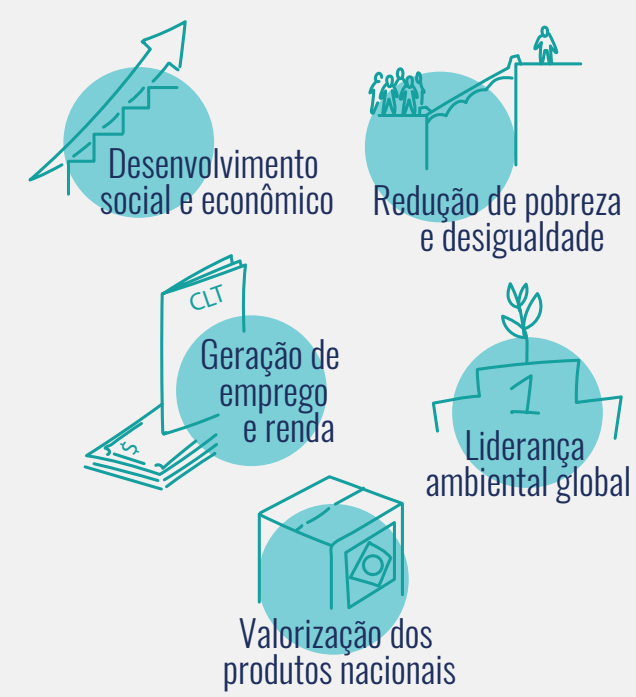 Desenvolvimento
social e econômico
Redução de pobreza
e desigualdade
CLT
$
Geração de
emprego
e renda
1
Liderança
ambiental global
Valorização dos
produtos nacionais